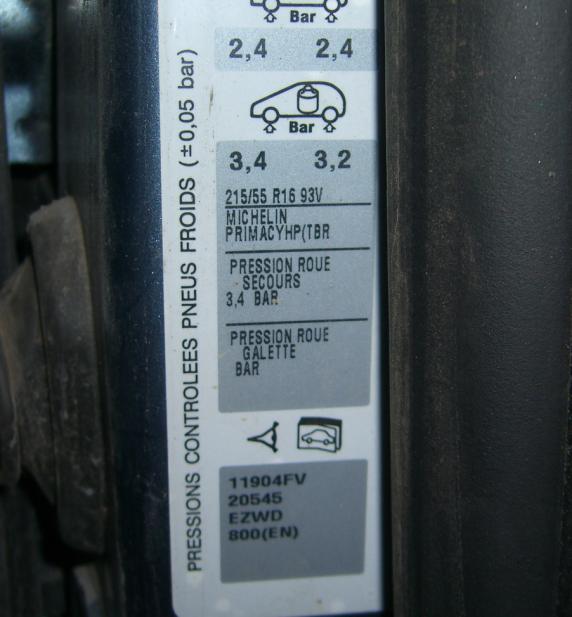 Bar
2,4 2,4
Bar
3,4 3,2
215/55 R16 93V
MICHELIN
PRIMACYHP(TBR
PRESSION ROUE
SECOURS
3,4 BAR
PRESSION ROUE
GALETTE
BAR
11904FV
20545
EZWD
800(EN)
PRESSIONS CONTROLEES PNEUS FROIDS (±0,05 bar)